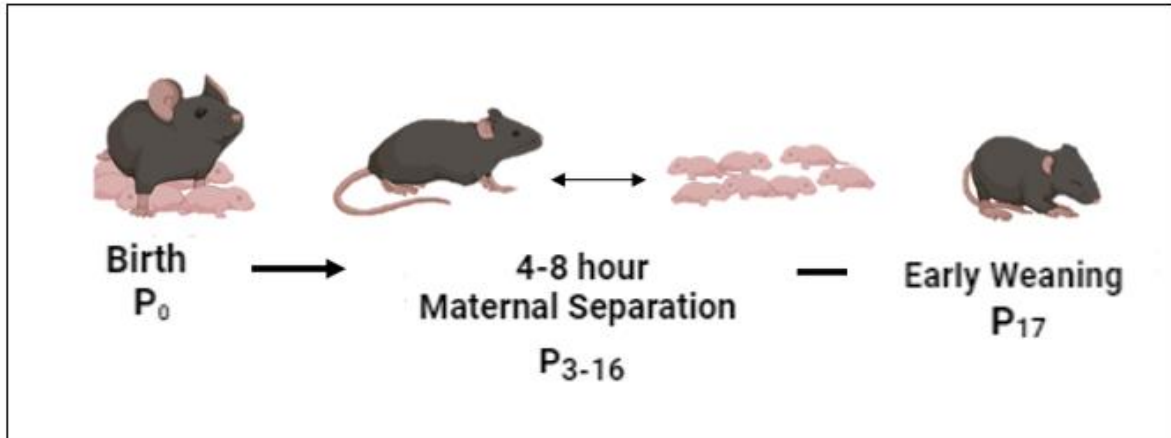 Birth
P₀
4-8 hour
Maternal Separation
P₃₋₁₆
Early Weaning
P₁₇